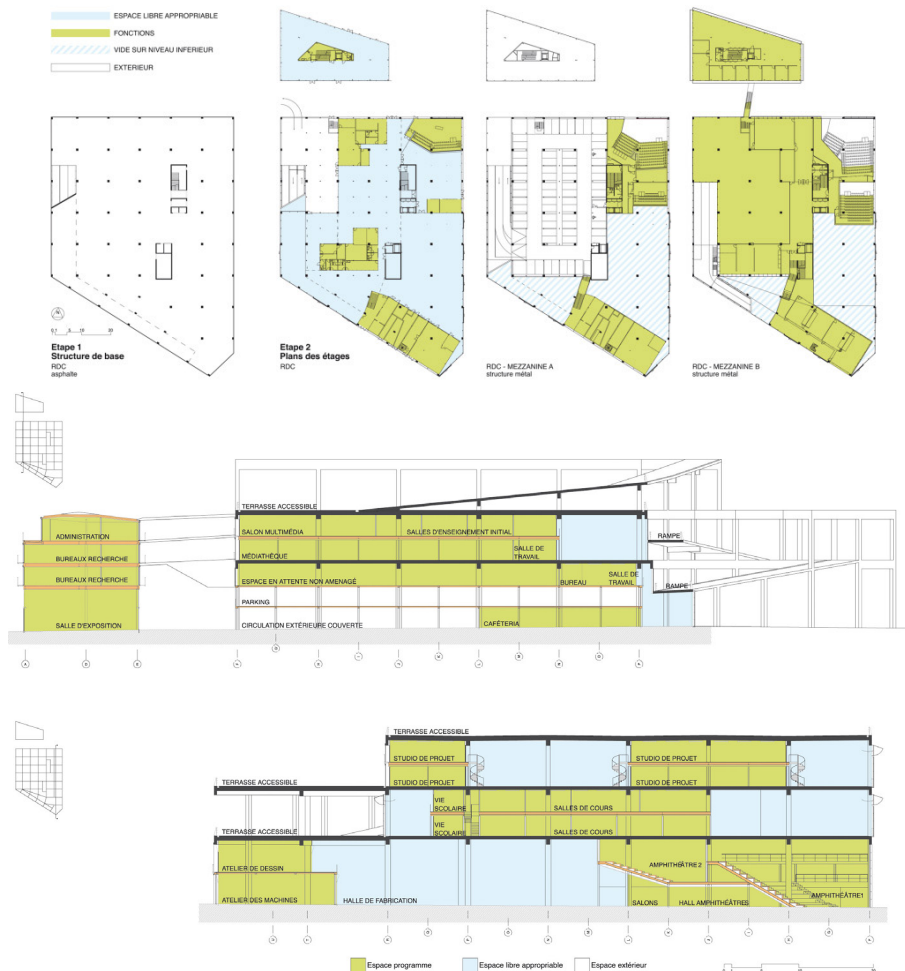 ESPACE LIBRE APPROPRIABLE
FONCTIONS
VIDE SUR NIVEAU INFERIEUR
EXTERIEUR
Etape 1
Structure de base
RDC
asphalte
Etape 2
Plans des étages
RDC
RDC - MEZZANINE A
structure métal
RDC - MEZZANINE B
structure métal
TERRASSE ACCESSIBLE
SALON MULTIMÉDIA
SALLES D'ENSEIGNEMENT INITIAL
ADMINISTRATION
RAMPE
SALLE DE
TRAVAIL
MÉDIATHÈQUE
BUREAUX RECHERCHE
BUREAUX RECHERCHE
ESPACE EN ATTENTE NON AMENAGÉ
BUREAU
SALLE DE
TRAVAIL
RAMPE
PARKING
SALLE D'EXPOSITION
CIRCULATION EXTÉRIEURE COUVERTE
CAFÉTERIA
TERRASSE ACCESSIBLE
STUDIO DE PROJET
STUDIO DE PROJET
TERRASSE ACCESSIBLE
STUDIO DE PROJET
STUDIO DE PROJET
VIE
SCOLAIRE
SALLES DE COURS
TERRASSE ACCESSIBLE
VIE
SCOLAIRE
SALLES DE COURS
ATELIER DE DESSIN
AMPHITHÉÂTRE 2
AMPHITHÉÂTRE1
ATELIER DES MACHINES
HALLE DE FABRICATION
SALONS
HALL AMPHITHÉÂTRES
Espace programme
Espace libre appropriable
Espace extérieur